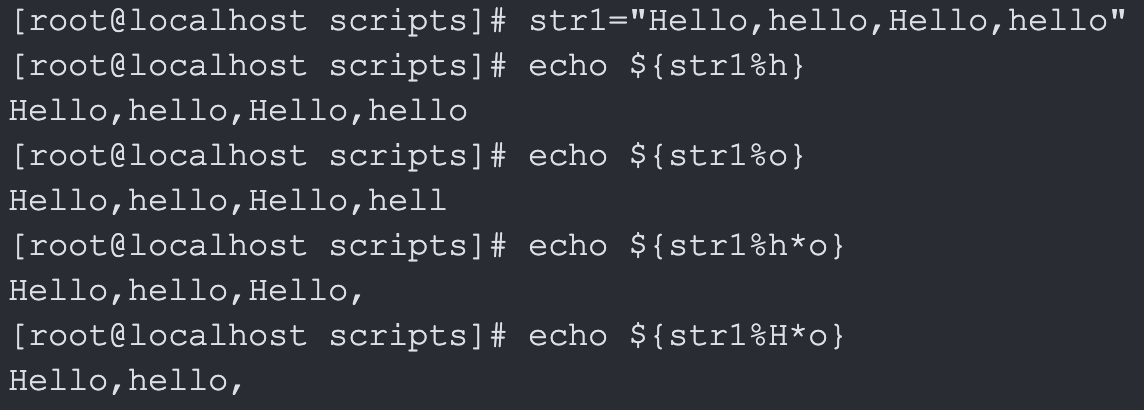 [root@localhost scripts]# str1="Hello,hello,Hello,hello"
[root@localhost scripts]# echo ${str1%h}
Hello,hello,Hello,hello
[root@localhost scripts]# echo ${str1%o}
Hello,hello,Hello,hell
[root@localhost scripts]# echo ${str1%h*o}
Hello,hello,Hello,
[root@localhost scripts]# echo ${str1%H*o}
Hello,hello,